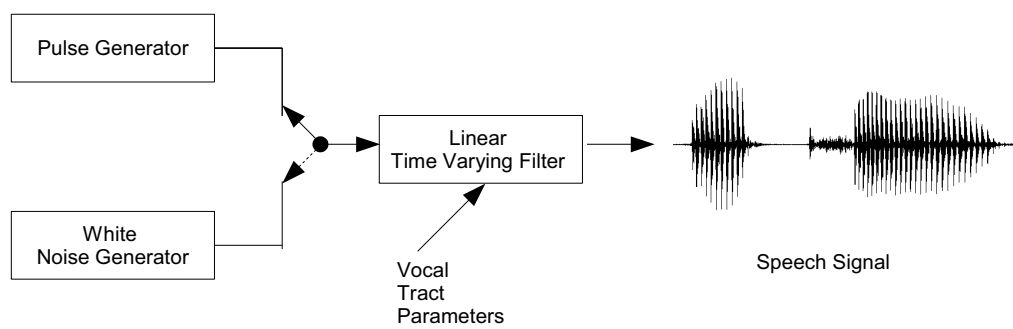 Pulse Generator
Linear
Time Varying Filter
White
Noise Generator
Vocal
Tract
Parameters
Speech Signal